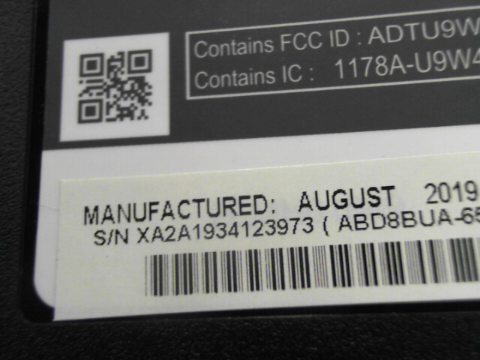 Contains FCC ID : ADTU9W
Contains IC : 1178A-U9W4
MANUFACTURED: AUGUST 2019
S/N XA2A1934123973 ( ABD8BUA-65